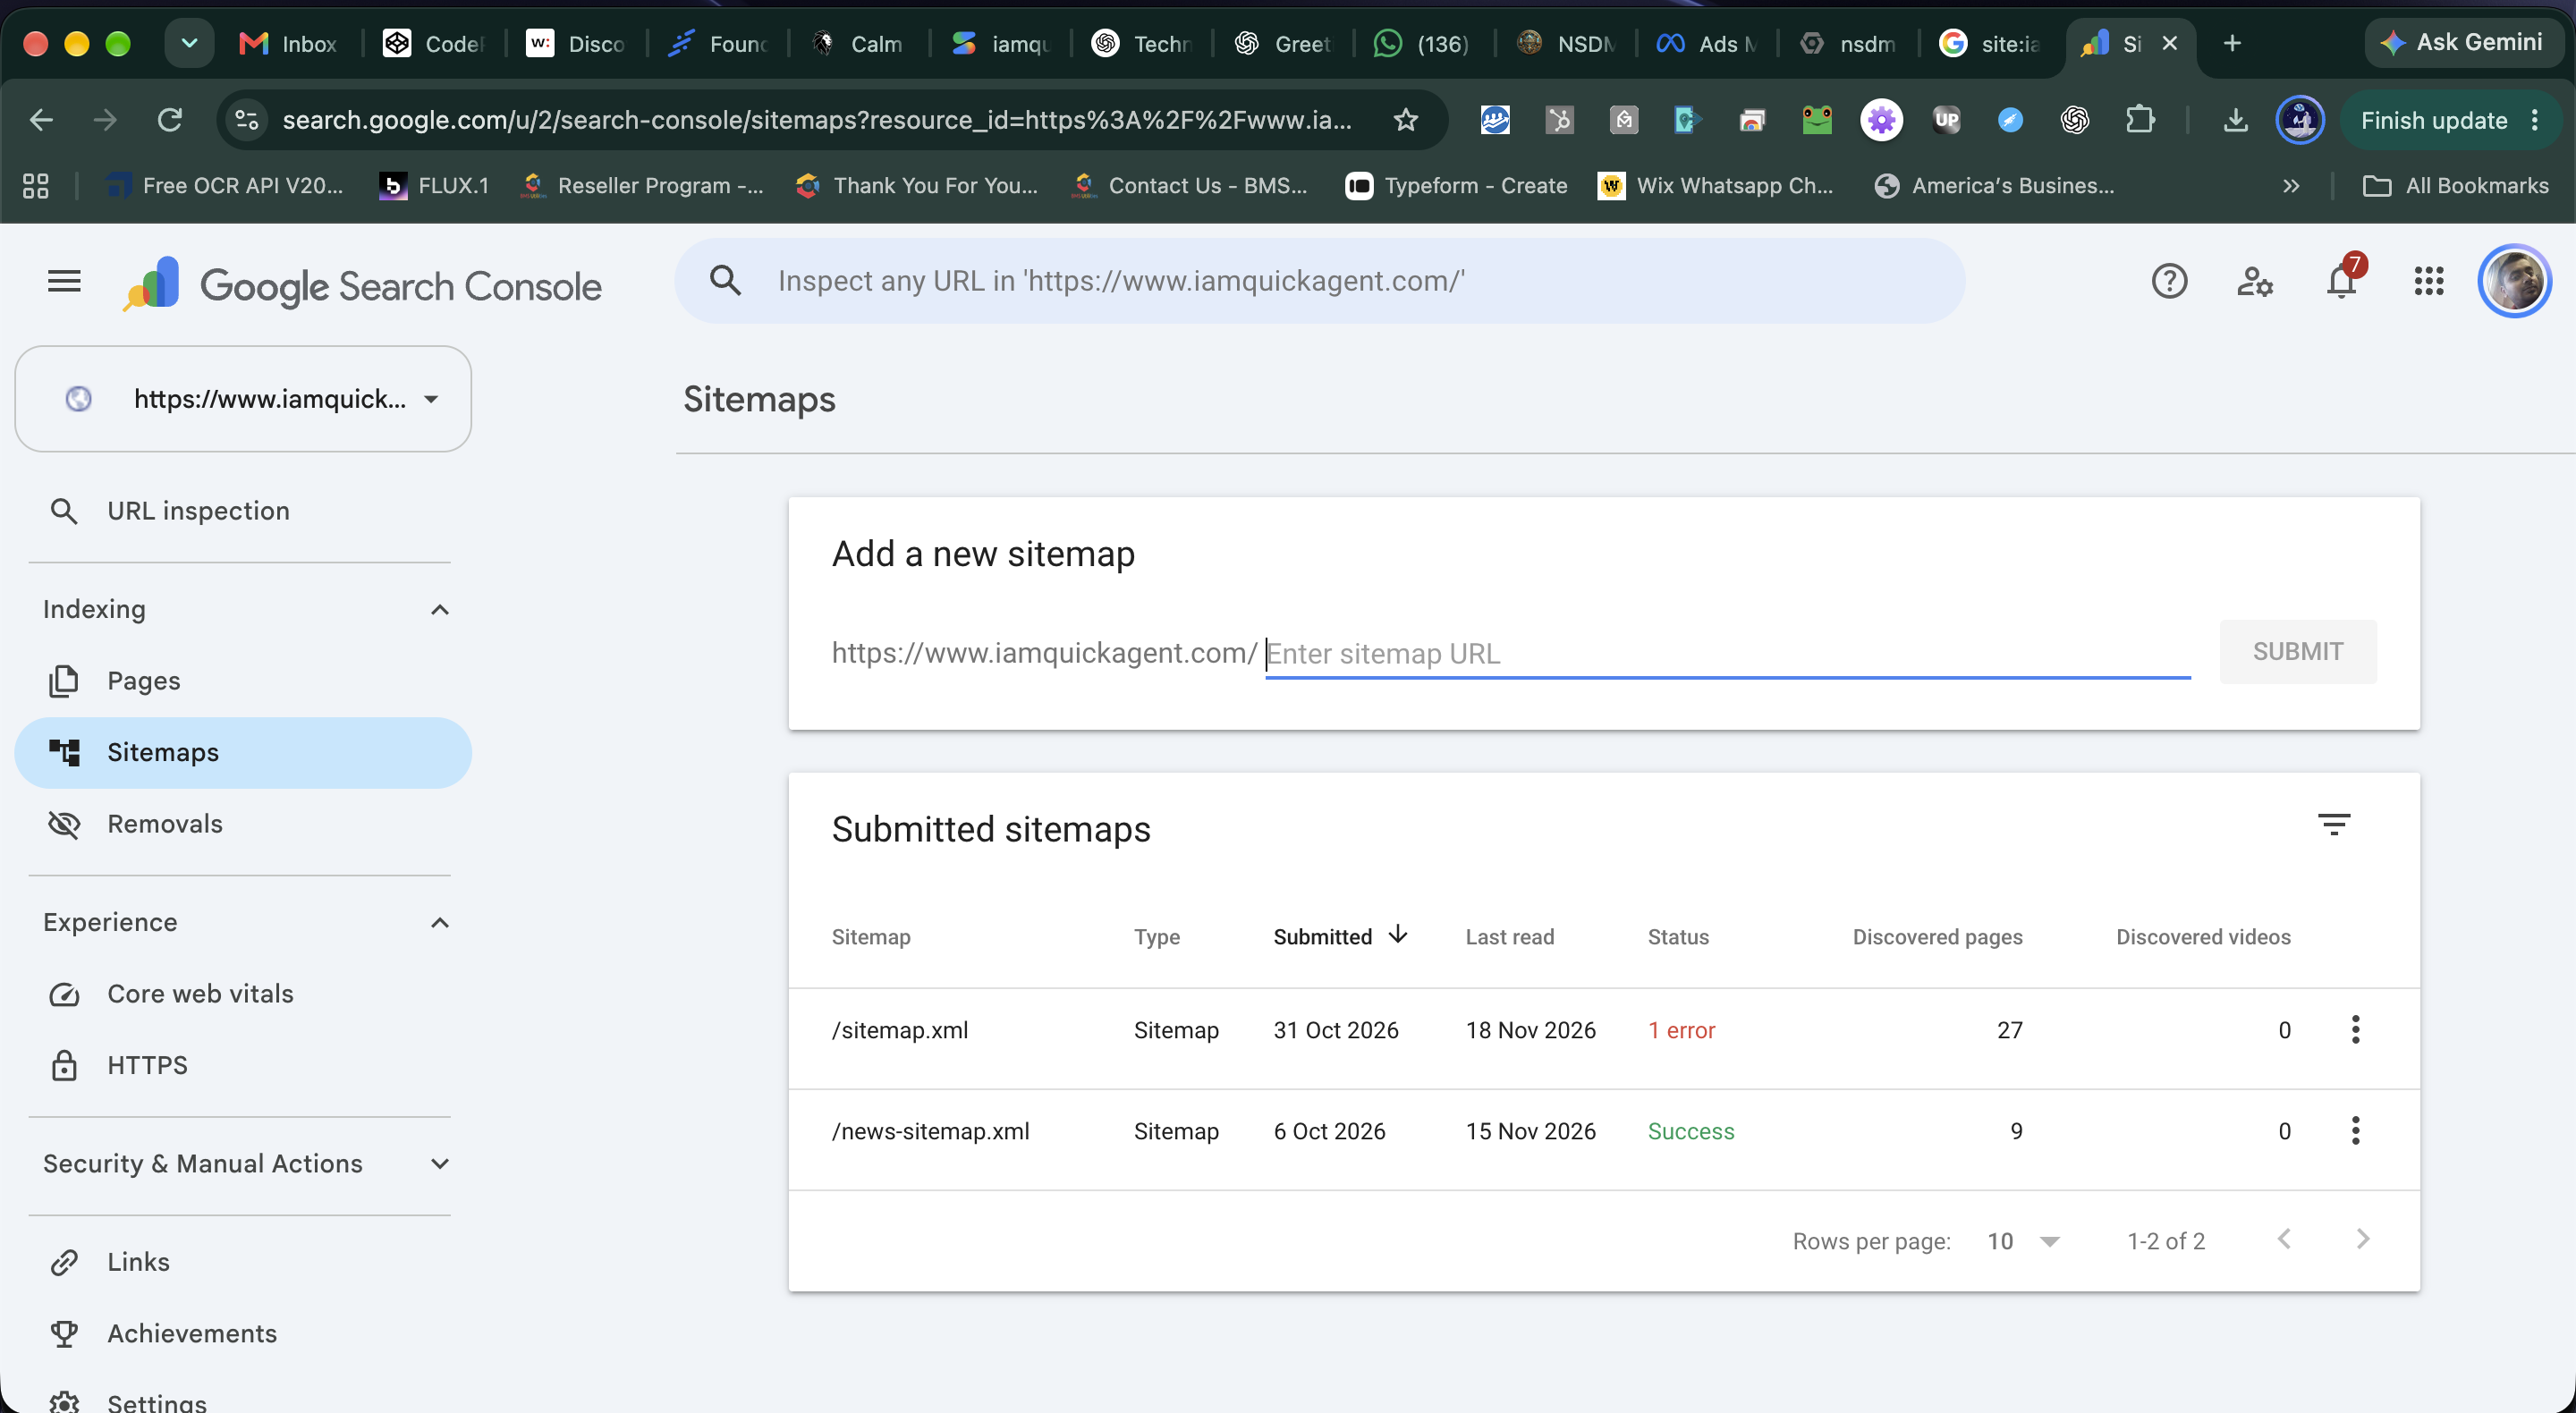 Inbox CodeP Disco Found Calm iamqu Techn Greeti (136) NSDM Ads M nsdm site:ia Si Ask Gemini
search.google.com/u/2/search-console/sitemaps?resource_id=https%3A%2F%2Fwww.ia... UP Finish update
Free OCR API V20... FLUX.1 Reseller Program -... Thank You For You... Contact Us - BMS... Typeform - Create Wix Whatsapp Ch... America's Busines... All Bookmarks
Google Search Console
Inspect any URL in 'https://www.iamquickagent.com/'
7
https://www.iamquick...
URL inspection
Indexing
Pages
Sitemaps
Removals
Experience
Core web vitals
HTTPS
Security & Manual Actions
Links
Achievements
Settings
Sitemaps
Add a new sitemap
https://www.iamquickagent.com/ Enter sitemap URL SUBMIT
Submitted sitemaps
Sitemap Type Submitted Last read Status Discovered pages Discovered videos
/sitemap.xml Sitemap 31 Oct 2026 18 Nov 2026 1 error 27 0
/news-sitemap.xml Sitemap 6 Oct 2026 15 Nov 2026 Success 9 0
Rows per page: 10 1-2 of 2